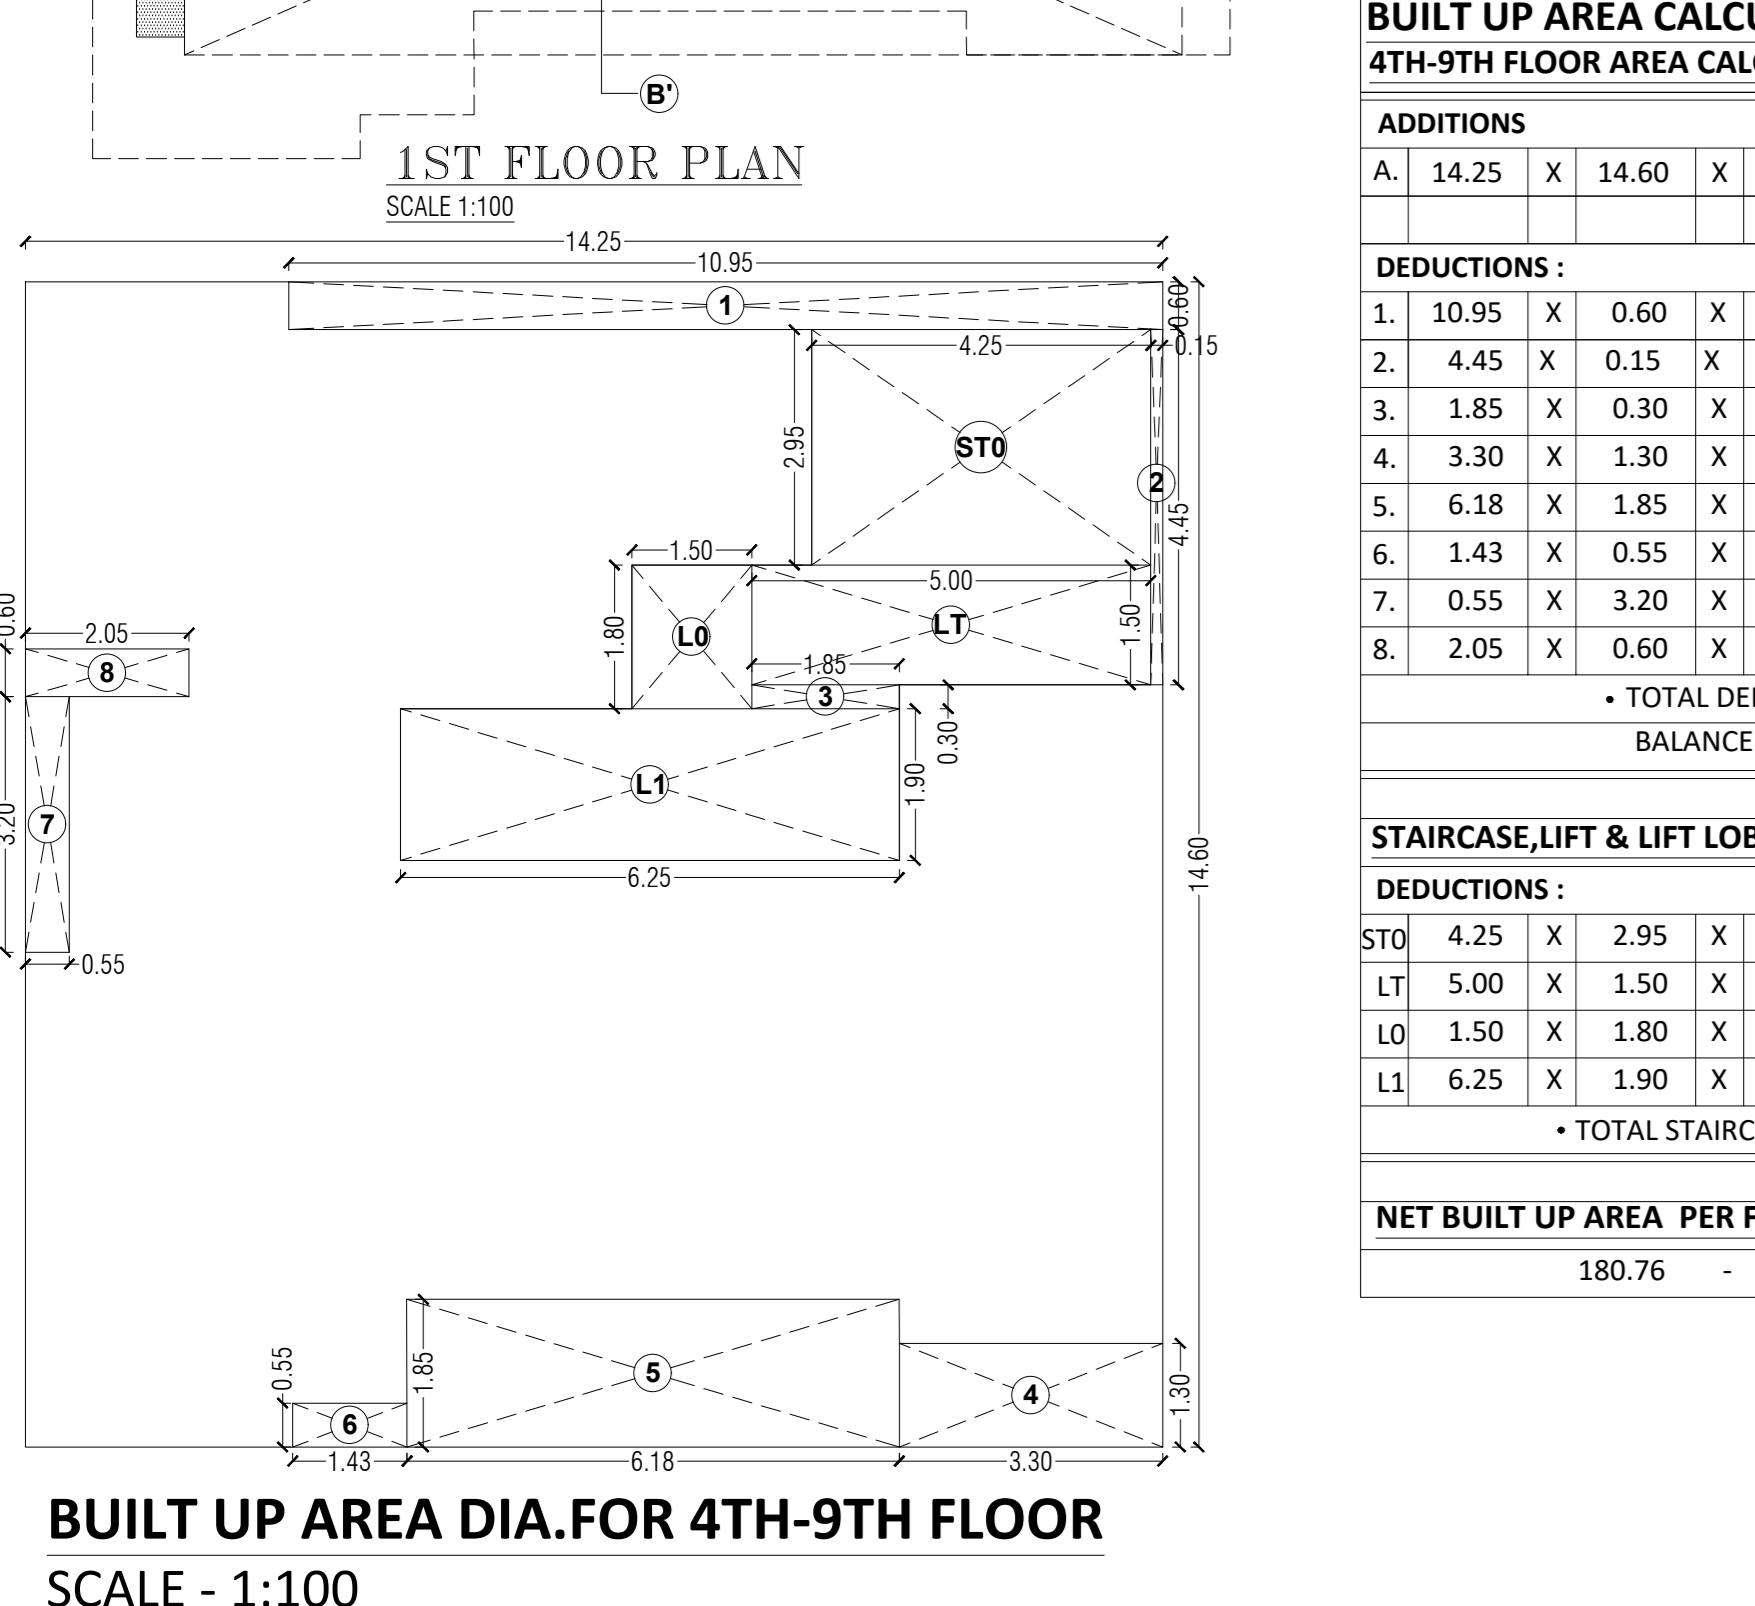 B'
1ST FLOOR PLAN
SCALE 1:100
14.25
10.95
1
0.60
4.25
0.15
2.95
ST0
2
4.45
1.50
5.00
1.80
L0
LT
1.50
0.60
2.05
8
1.85
3
0.30
L1
1.90
3.20
7
6.25
14.60
0.55
0.55
1.85
5
6
4
1.30
1.43
6.18
3.30
BUILT UP AREA DIA.FOR 4TH-9TH FLOOR
SCALE - 1:100
BUILT UP AREA
4TH-9TH FLOOR AREA
ADDITIONS
A. 14.25 X 14.60 X
DEDUCTIONS :
1. 10.95 X 0.60 X
2. 4.45 X 0.15 X
3. 1.85 X 0.30 X
4. 3.30 X 1.30 X
5. 6.18 X 1.85 X
6. 1.43 X 0.55 X
7. 0.55 X 3.20 X
8. 2.05 X 0.60 X
• TOTAL
BALANCE
STAIRCASE,LIFT & LIFT
DEDUCTIONS :
ST0 4.25 X 2.95 X
LT 5.00 X 1.50 X
L0 1.50 X 1.80 X
L1 6.25 X 1.90 X
• TOTAL
NET BUILT UP AREA PER
180.76 -